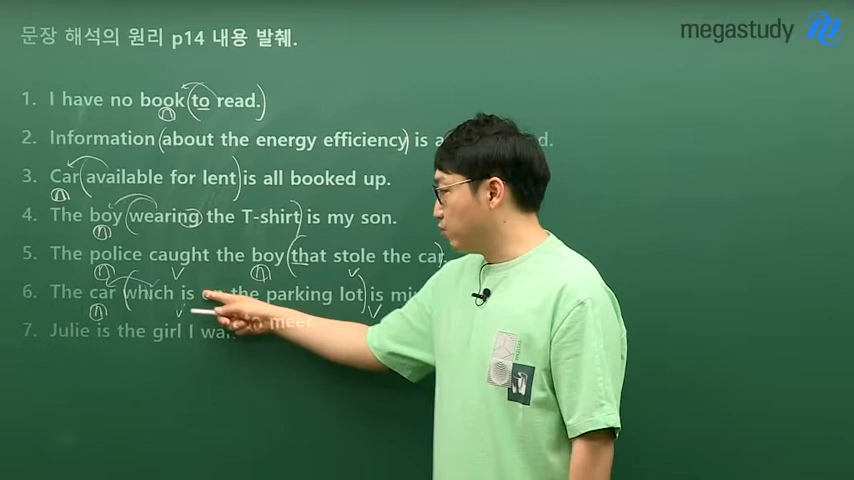 문장 해석의 원리 p14 내용 발췌.
megastudy
1. I have no book to read.
2. Information about the energy efficiency is
3. Car available for lent is all booked up.
4. The boy wearing the T-shirt is my son.
5. The police caught the boy that stole the car.
6. The car which is the parking lot is
7. Julie is the girl I meer.